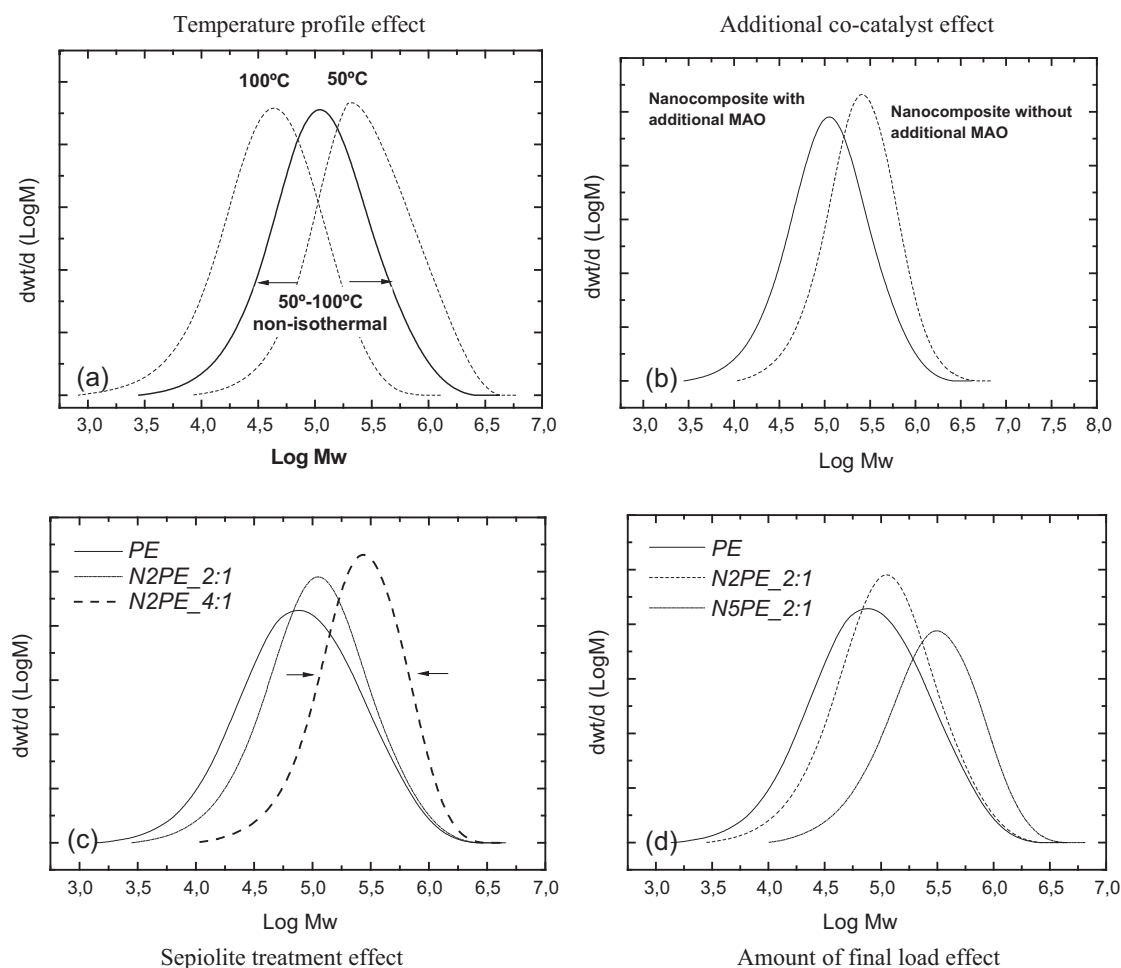 Temperature profile effect
Additional co-catalyst effect
100ºC
50ºC
50º-100ºC
non-isothermal
(a)
dwt/d (LogM)
3,0 3,5 4,0 4,5 5,0 5,5 6,0 6,5 7,0
Log Mw
Nanocomposite with
additional MAO
Nanocomposite without
additional MAO
(b)
dwt/d (LogM)
3,0 3,5 4,0 4,5 5,0 5,5 6,0 6,5 7,0 7,5 8,0
Log Mw
PE
N2PE_2:1
N2PE_4:1
(c)
dwt/d (LogM)
3,0 3,5 4,0 4,5 5,0 5,5 6,0 6,5 7,0
Log Mw
Sepiolite treatment effect
PE
N2PE_2:1
N5PE_2:1
(d)
dwt/d (LogM)
3,0 3,5 4,0 4,5 5,0 5,5 6,0 6,5 7,0
Log Mw
Amount of final load effect